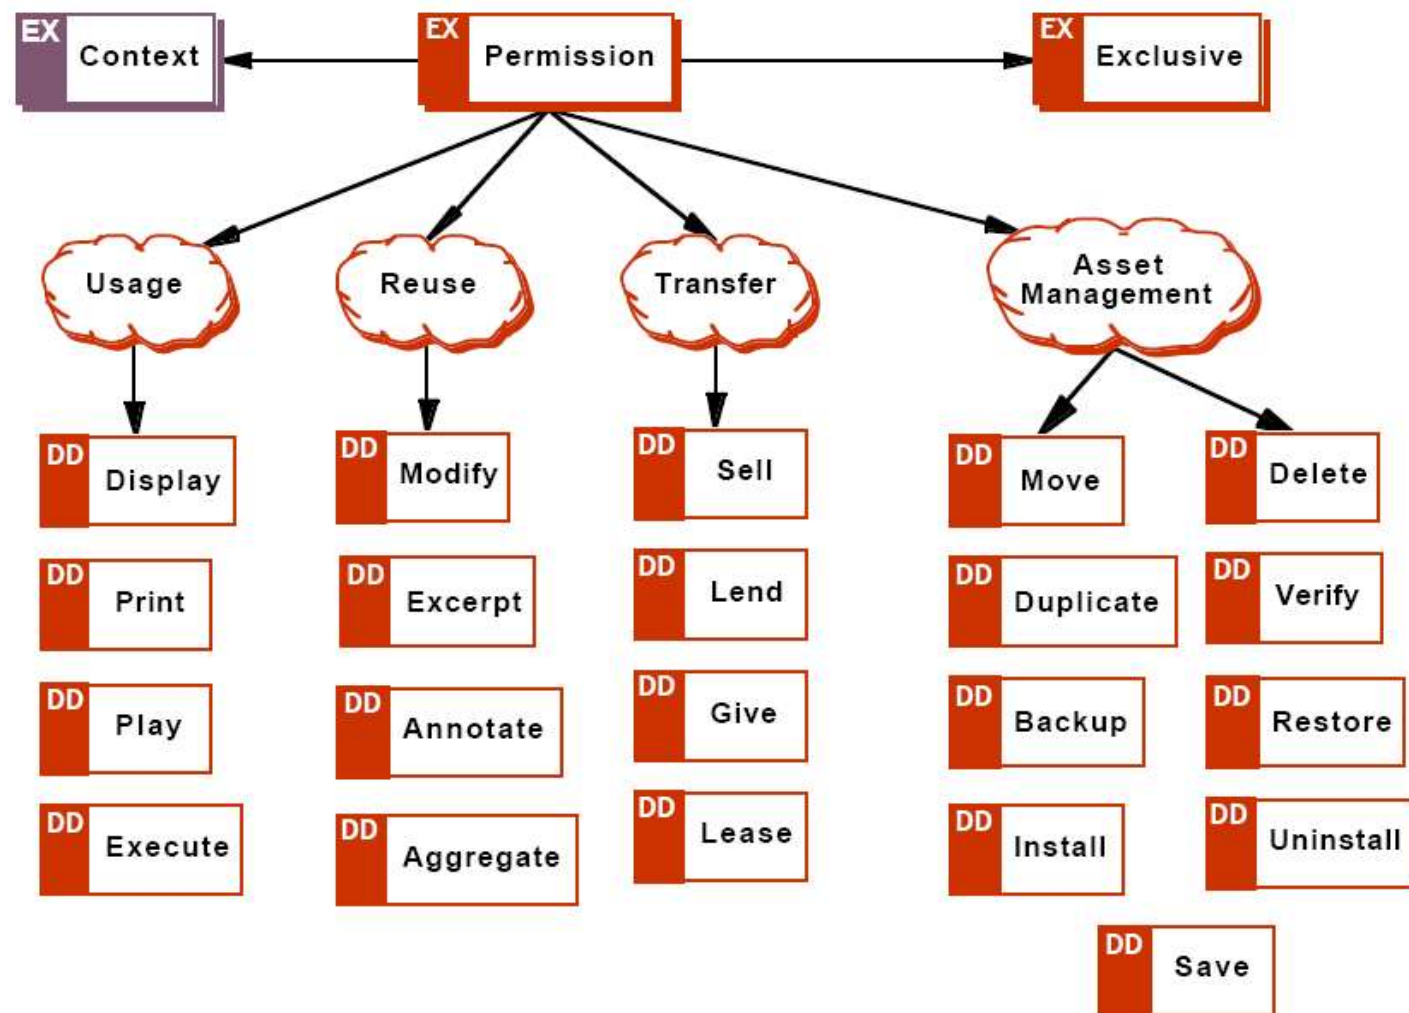 EX Context
EX Permission
EX Exclusive
Usage
Reuse
Transfer
Asset
Management
DD Display
DD Modify
DD Sell
DD Move
DD Delete
DD Print
DD Excerpt
DD Lend
DD Duplicate
DD Verify
DD Play
DD Annotate
DD Give
DD Backup
DD Restore
DD Execute
DD Aggregate
DD Lease
DD Install
DD Uninstall
DD Save